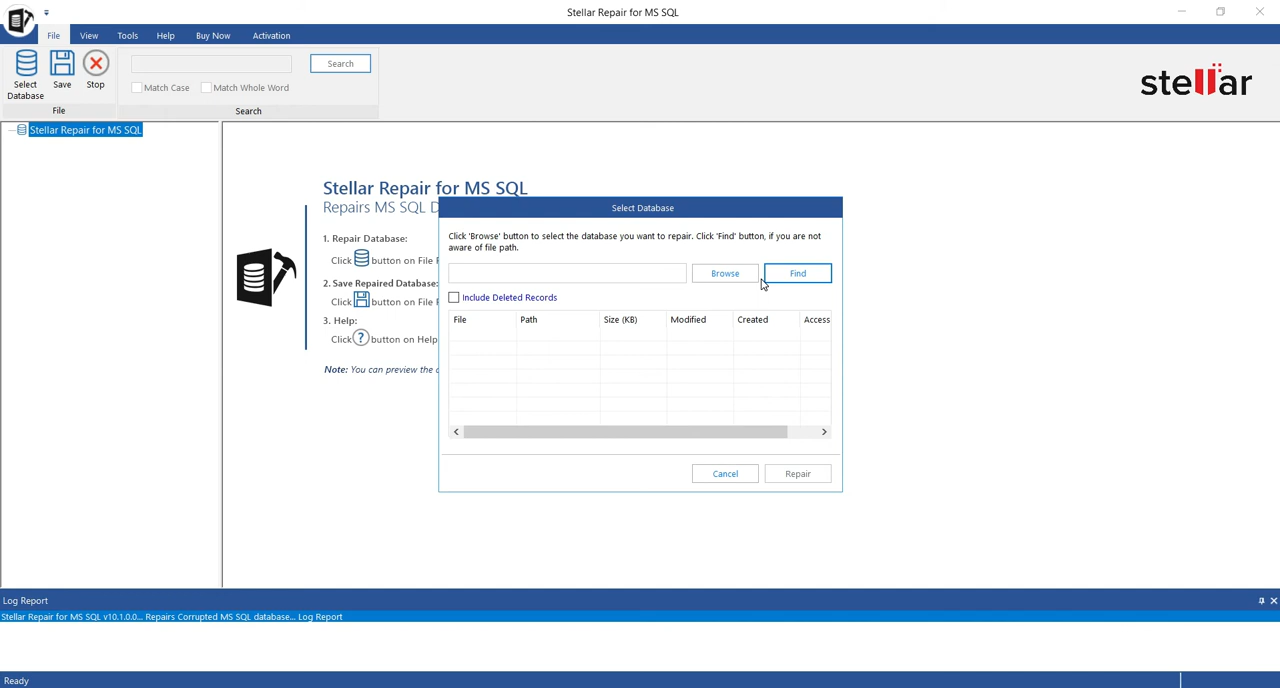 Stellar Repair for MS SQL
File View Tools Help Buy Now Activation
Search
Select
Database
Save
Stop
Match Case
Match Whole Word
File
Search
stellar
Stellar Repair for MS SQL
Stellar Repair for MS SQL
Repairs MS SQL D
1. Repair Database:
Click button on File
2. Save Repaired Database:
Click button on File
3. Help:
Click ? button on Help
Note: You can preview the
Select Database
Click 'Browse' button to select the database you want to repair. Click 'Find' button, if you are not
aware of file path.
Browse
Find
Include Deleted Records
File Path Size (KB) Modified Created Access
Cancel
Repair
Log Report
Stellar Repair for MS SQL v10.1.0.0... Repairs Corrupted MS SQL database... Log Report
Ready